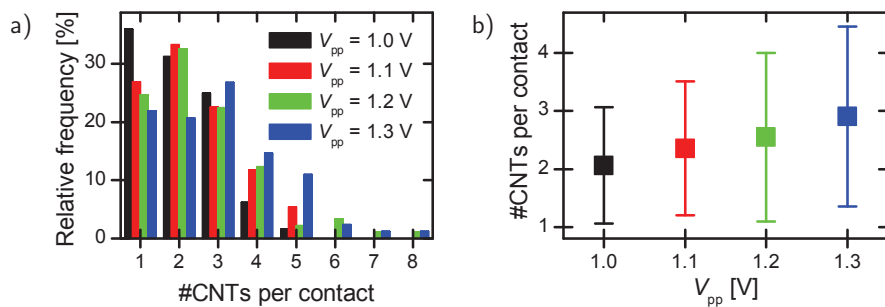 a)
Relative frequency [%]
30
20
10
0
V_pp = 1.0 V
V_pp = 1.1 V
V_pp = 1.2 V
V_pp = 1.3 V
1 2 3 4 5 6 7 8
#CNTs per contact
b)
#CNTs per contact
4
3
2
1
1.0 1.1 1.2 1.3
V_pp [V]